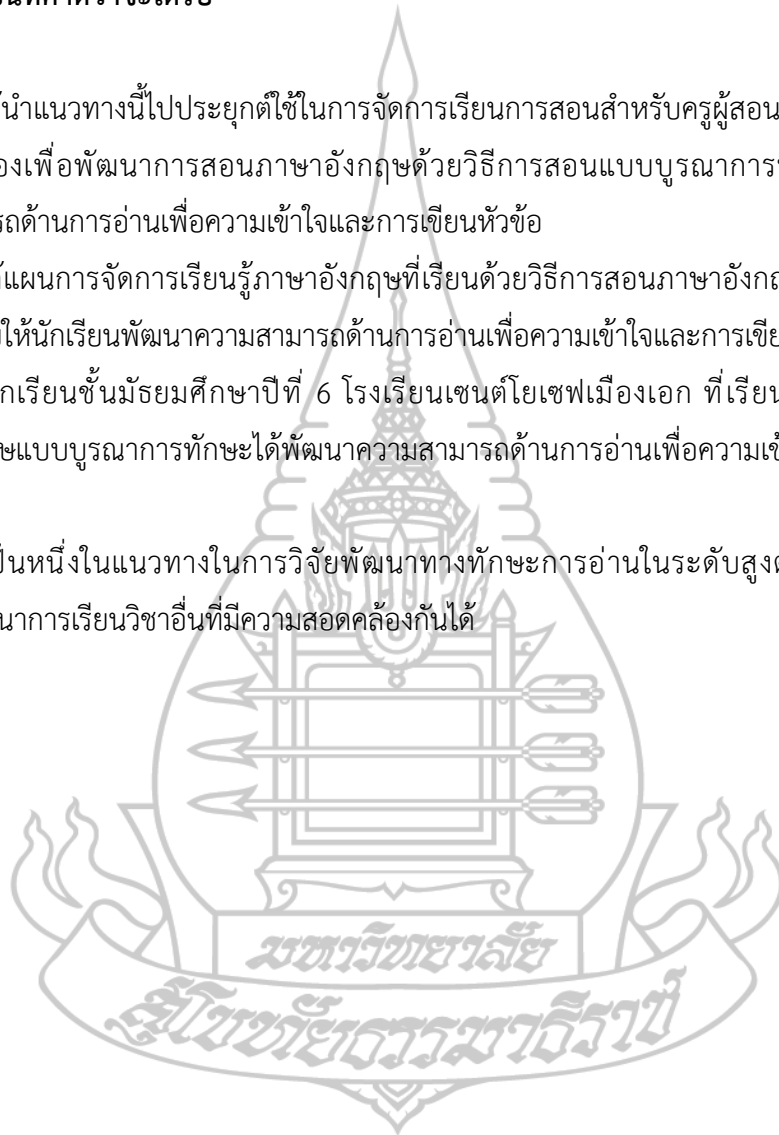 นำแนวทางนี้ไปประยุกต์ใช้ในการจัดการเรียนการสอนสำหรับครูผู้สอน
องเพื่อพัฒนาการสอนภาษาอังกฤษด้วยวิธีการสอนแบบบูรณาการ
รถด้านการอ่านเพื่อความเข้าใจและการเขียนหัวข้อ
แผนการจัดการเรียนรู้ภาษาอังกฤษที่เรียนด้วยวิธีการสอนภาษาอังกฤ
ให้นักเรียนพัฒนาความสามารถด้านการอ่านเพื่อความเข้าใจและการเขีย
กเรียนชั้นมัธยมศึกษาปีที่ 6 โรงเรียนเซนต์โยเซฟเมืองเอก ที่เรียน
ษแบบบูรณาการทักษะได้พัฒนาความสามารถด้านการอ่านเพื่อความเข้
ป็นหนึ่งในแนวทางในการวิจัยพัฒนาทางทักษะการอ่านในระดับสูง
นาการเรียนวิชาอื่นที่มีความสอดคล้องกันได้
มหาวิทยาลัย
สุโขทัยธรรมาธิราช